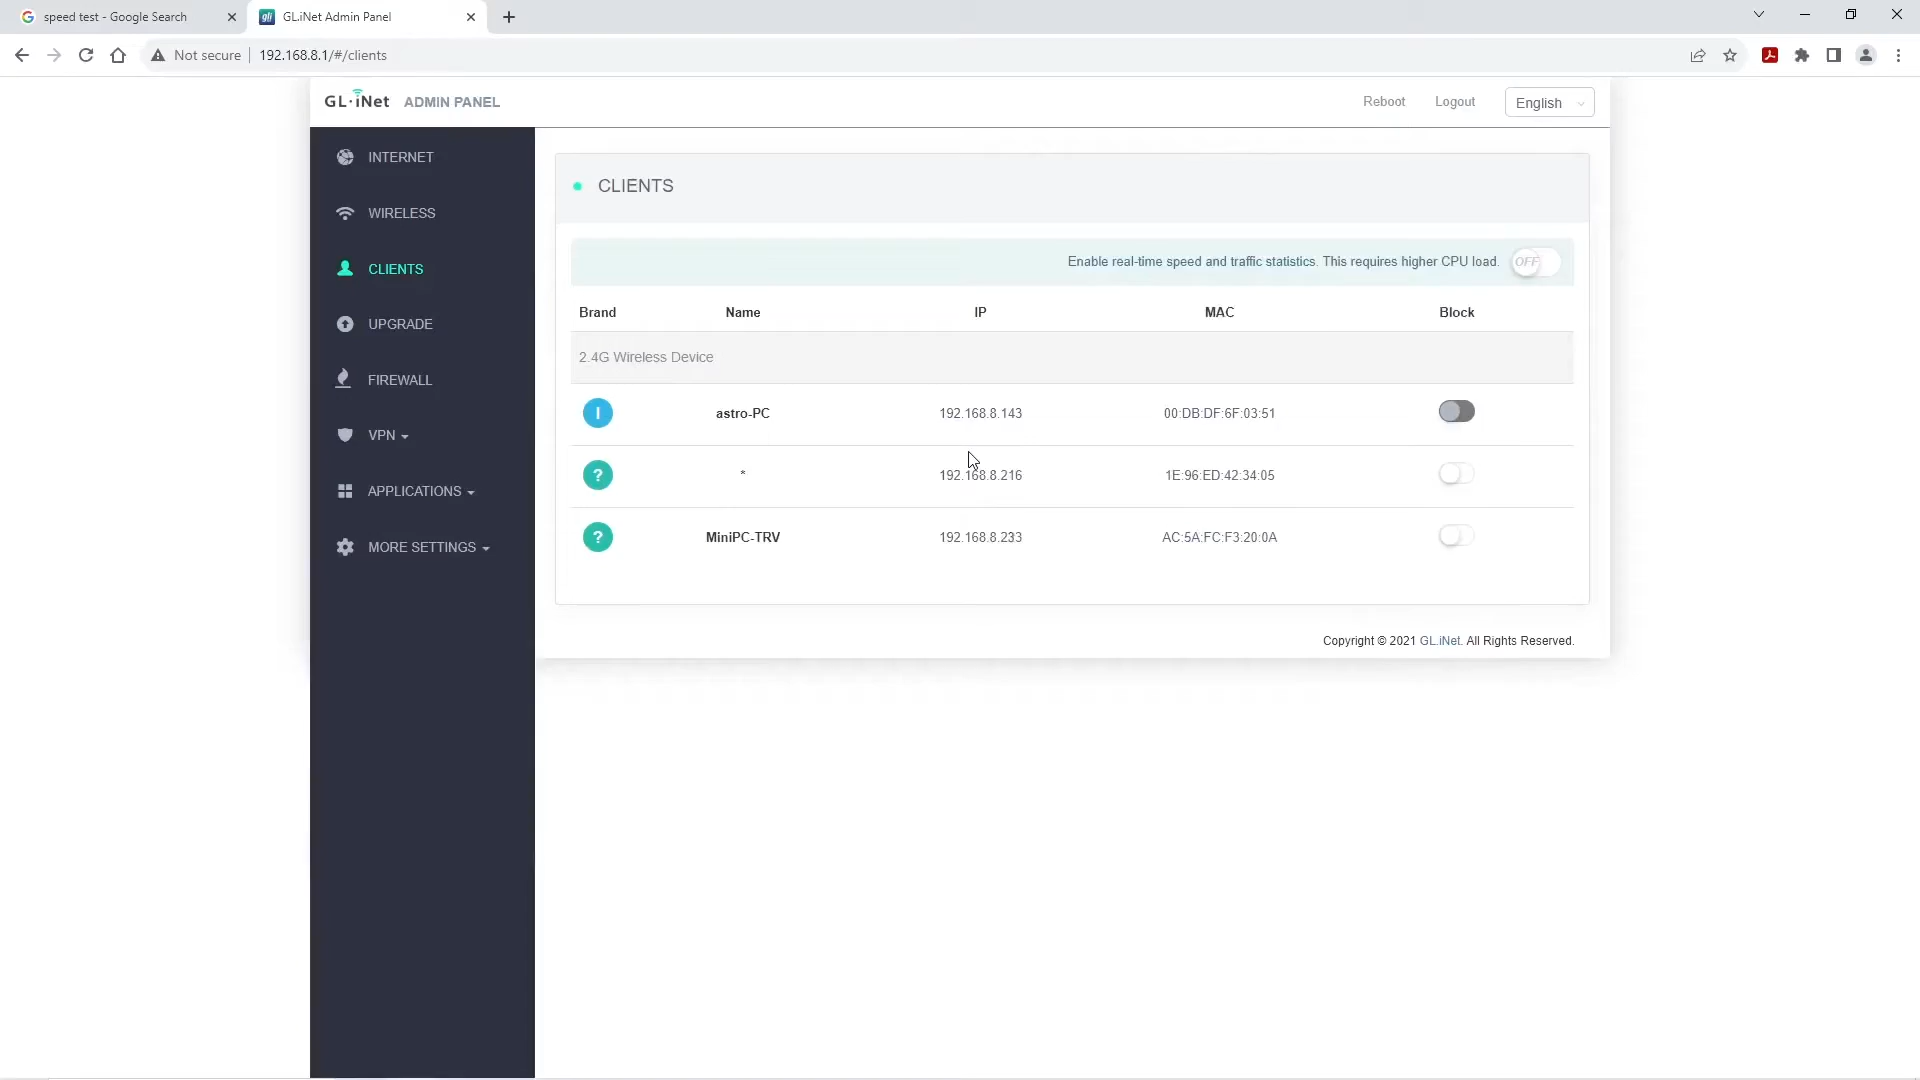 speed test - Google Search
gli GL.iNet Admin Panel
Not secure 192.168.8.1/#/clients
GL·iNet ADMIN PANEL
Reboot
Logout
English
INTERNET
WIRELESS
CLIENTS
UPGRADE
FIREWALL
VPN
APPLICATIONS
MORE SETTINGS
CLIENTS
Enable real-time speed and traffic statistics. This requires higher CPU load. OFF
Brand Name IP MAC Block
2.4G Wireless Device
I astro-PC 192.168.8.143 00:DB:DF:6F:03:51
? * 192.168.8.216 1E:96:ED:42:34:05
? MiniPC-TRV 192.168.8.233 AC:5A:FC:F3:20:0A
Copyright © 2021 GL.iNet. All Rights Reserved.